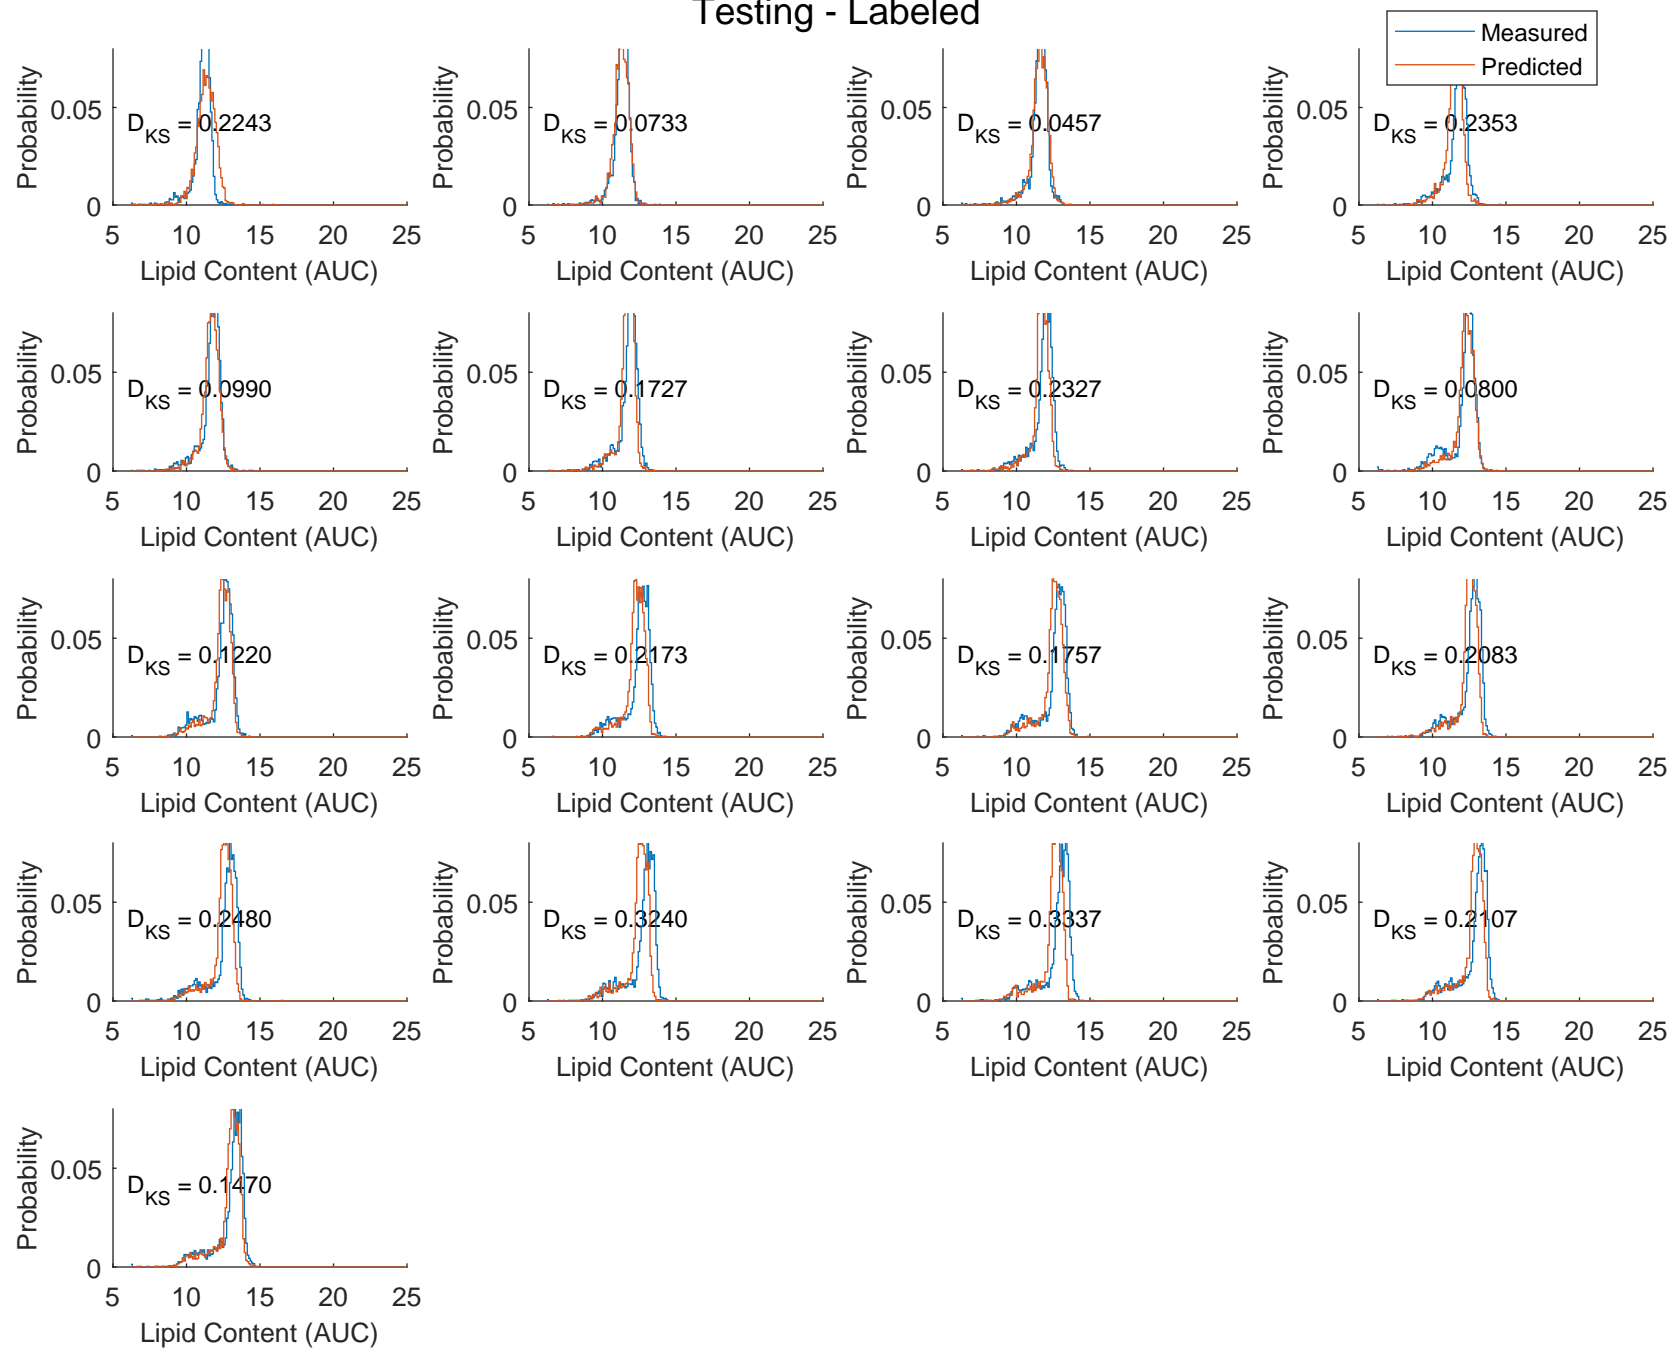 Testing - Labeled
Measured
Predicted
Probability
0.05
0
D_KS = 0.2243
5 10 15 20 25
Lipid Content (AUC)
Probability
0.05
0
D_KS = 0.0733
5 10 15 20 25
Lipid Content (AUC)
Probability
0.05
0
D_KS = 0.0457
5 10 15 20 25
Lipid Content (AUC)
Probability
0.05
0
D_KS = 0.2353
5 10 15 20 25
Lipid Content (AUC)
Probability
0.05
0
D_KS = 0.0990
5 10 15 20 25
Lipid Content (AUC)
Probability
0.05
0
D_KS = 0.1727
5 10 15 20 25
Lipid Content (AUC)
Probability
0.05
0
D_KS = 0.2327
5 10 15 20 25
Lipid Content (AUC)
Probability
0.05
0
D_KS = 0.0800
5 10 15 20 25
Lipid Content (AUC)
Probability
0.05
0
D_KS = 0.1220
5 10 15 20 25
Lipid Content (AUC)
Probability
0.05
0
D_KS = 0.2173
5 10 15 20 25
Lipid Content (AUC)
Probability
0.05
0
D_KS = 0.1757
5 10 15 20 25
Lipid Content (AUC)
Probability
0.05
0
D_KS = 0.2083
5 10 15 20 25
Lipid Content (AUC)
Probability
0.05
0
D_KS = 0.2480
5 10 15 20 25
Lipid Content (AUC)
Probability
0.05
0
D_KS = 0.3240
5 10 15 20 25
Lipid Content (AUC)
Probability
0.05
0
D_KS = 0.3337
5 10 15 20 25
Lipid Content (AUC)
Probability
0.05
0
D_KS = 0.2107
5 10 15 20 25
Lipid Content (AUC)
Probability
0.05
0
D_KS = 0.1470
5 10 15 20 25
Lipid Content (AUC)